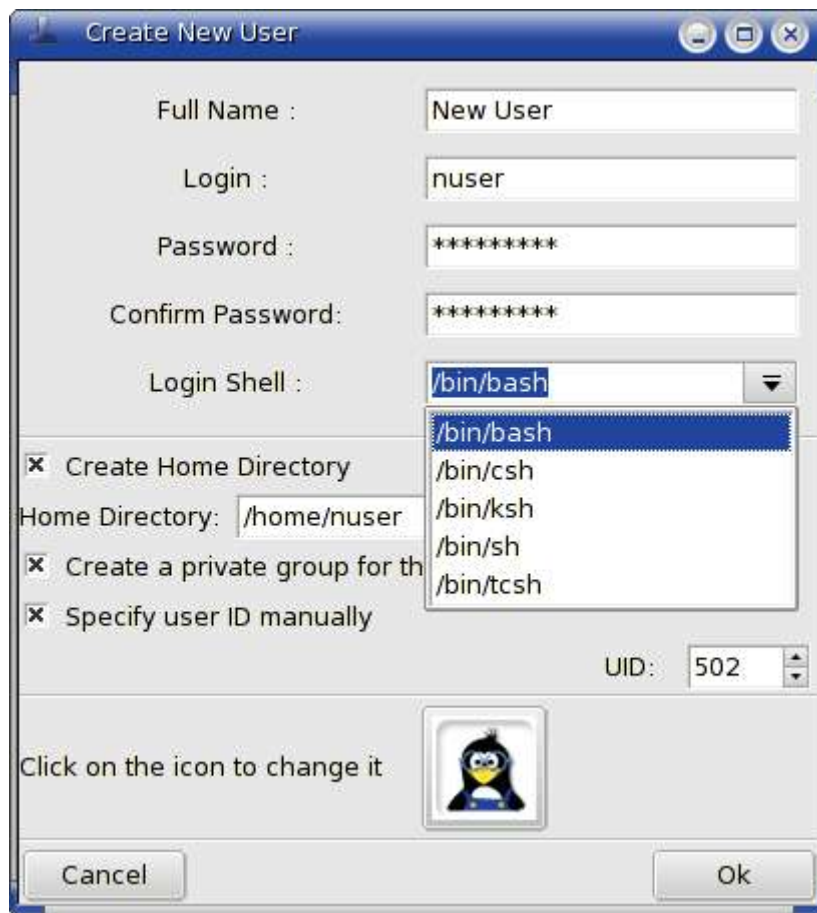 Create New User
Full Name : New User
Login : nuser
Password : *********
Confirm Password: *********
Login Shell : /bin/bash
/bin/bash
/bin/csh
/bin/ksh
/bin/sh
/bin/tcsh
Create Home Directory
Home Directory: /home/nuser
Create a private group for th
Specify user ID manually
UID: 502
Click on the icon to change it
Cancel Ok